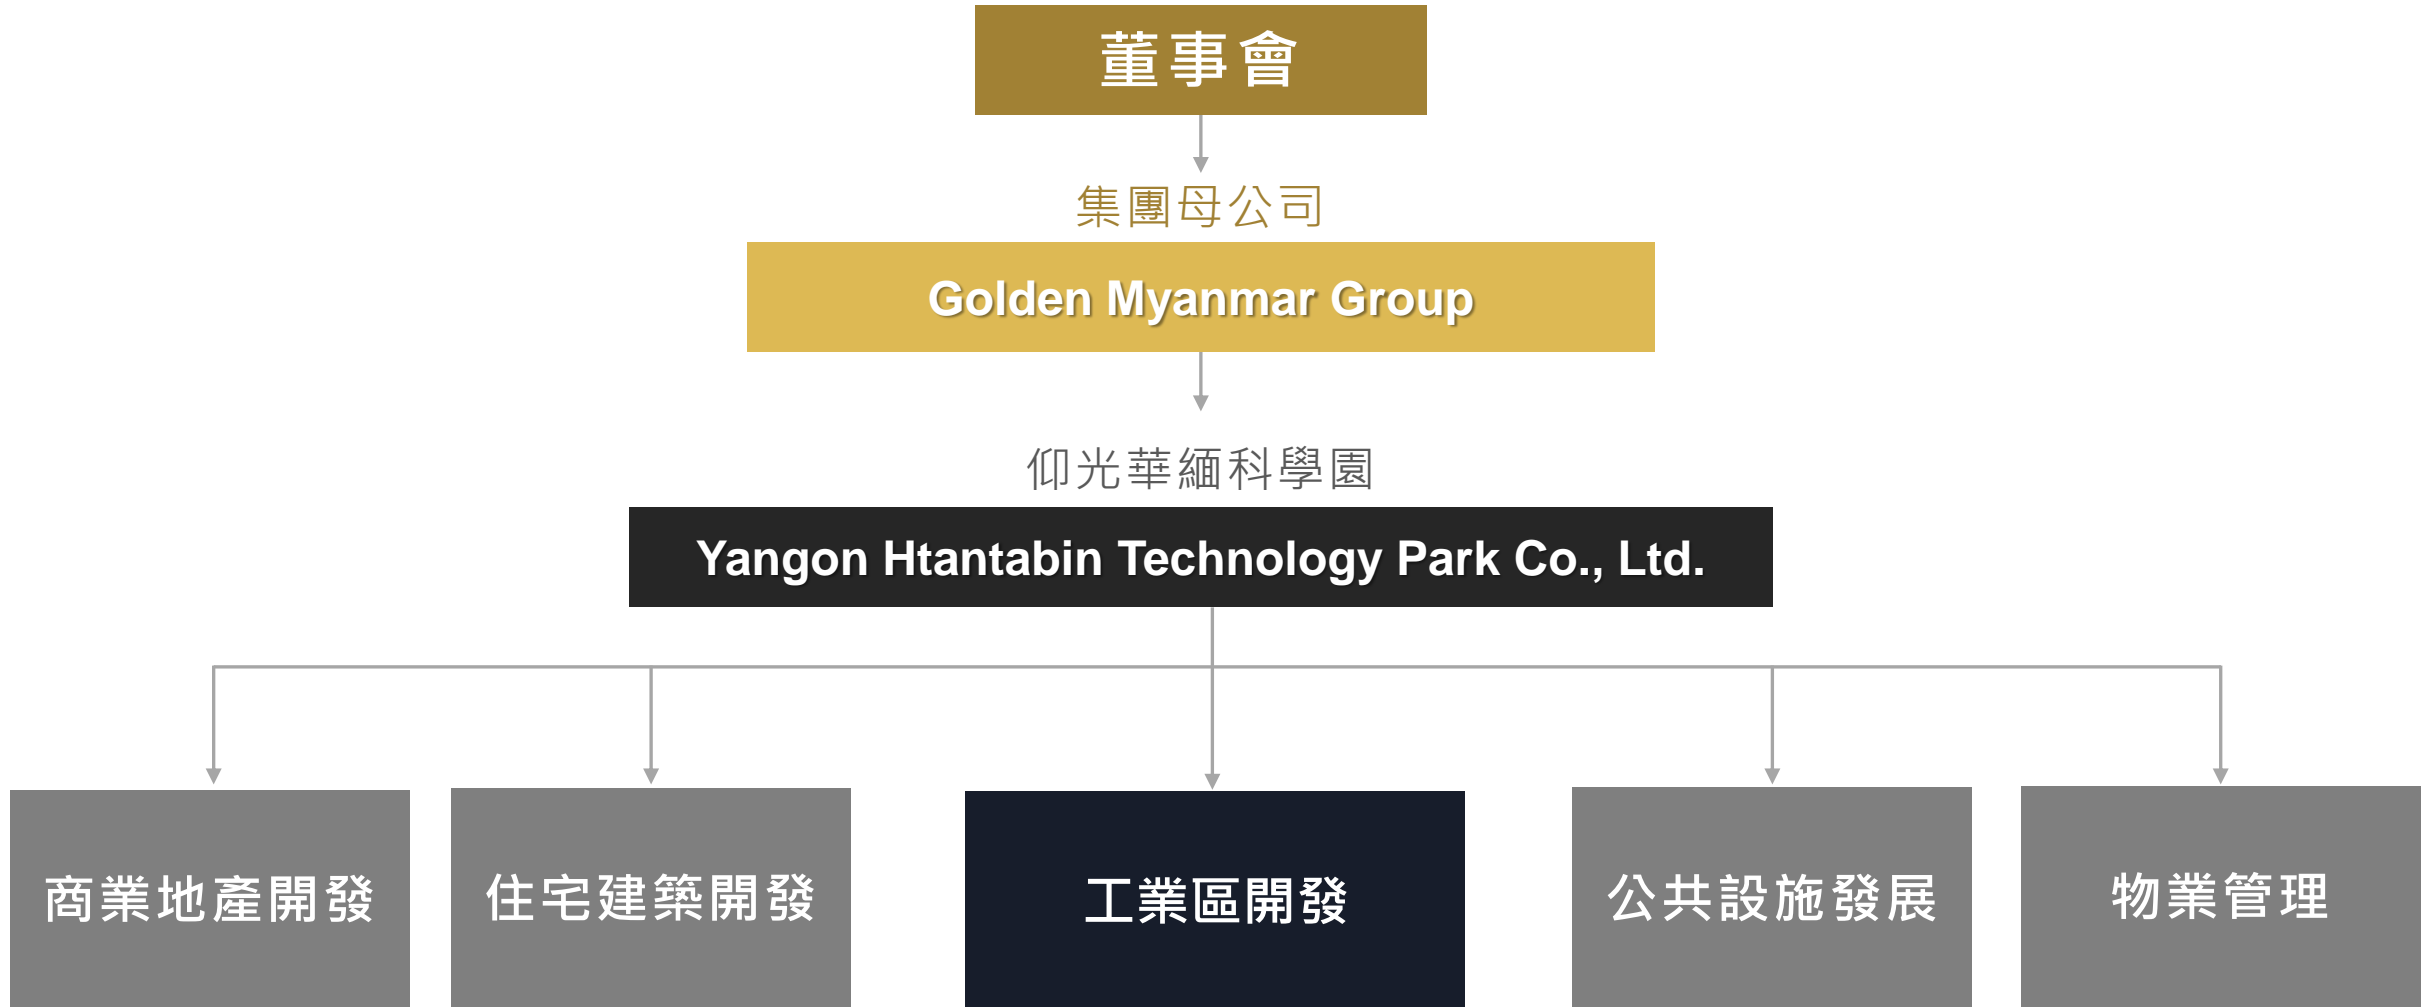 董事會
集團母公司
Golden Myanmar Group
仰光華緬科學園
Yangon Htantabin Technology Park Co., Ltd.
商業地產開發
住宅建築開發
工業區開發
公共設施發展
物業管理